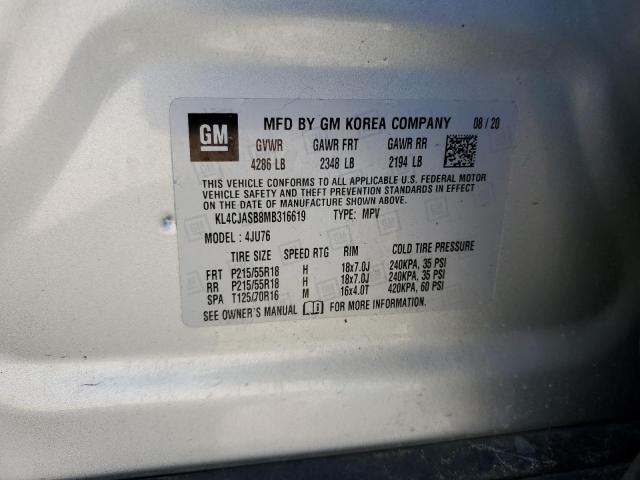 GM
MFD BY GM KOREA COMPANY 08/20
GVWR GAWR FRT GAWR RR
4286 LB 2348 LB 2194 LB
THIS VEHICLE CONFORMS TO ALL APPLICABLE U.S. FEDERAL MOTOR
VEHICLE SAFETY AND THEFT PREVENTION STANDARDS IN EFFECT ON
THE DATE OF MANUFACTURE SHOWN ABOVE.
KL4CJASB8MB316619 TYPE: MPV
MODEL: 4JU76
TIRE SIZE SPEED RTG RIM COLD TIRE PRESSURE
FRT P215/55R18 H 18x7.0J 240KPA, 35 PSI
RR P215/55R18 H 18x7.0J 240KPA, 35 PSI
SPA T125/70R16 M 16x4.0T 420KPA, 60 PSI
SEE OWNER'S MANUAL FOR MORE INFORMATION.